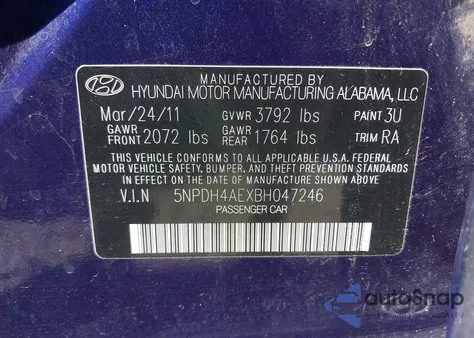 MANUFACTURED BY
HYUNDAI MOTOR MANUFACTURING ALABAMA, LLC
Mar/24/11 GVWR 3792 lbs PAINT 3U
GAWR FRONT 2072 lbs GAWR REAR 1764 lbs TRIM RA
THIS VEHICLE CONFORMS TO ALL APPLICABLE U.S.A. FEDERAL
MOTOR VEHICLE SAFETY, BUMPER, AND THEFT PREVENTION STANDARDS
IN EFFECT ON THE DATE OF MANUFACTURE SHOWN ABOVE.
V.I.N 5NPDH4AEXBH047246
PASSENGER CAR
autoSnap